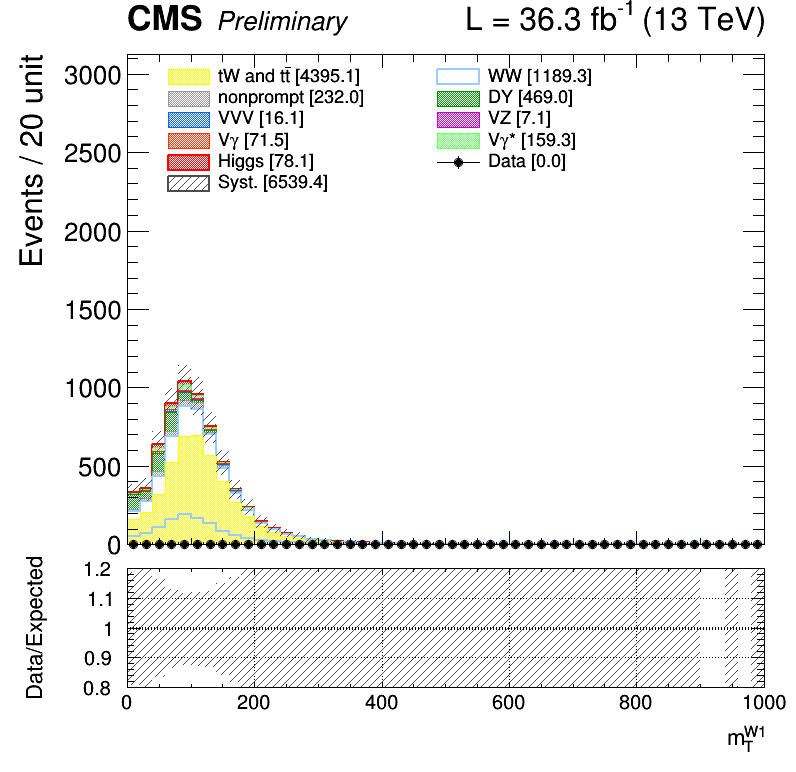 CMS Preliminary L = 36.3 fb⁻¹ (13 TeV)
Events / 20 unit
3000
2500
2000
1500
1000
500
0
tW and tt̄ [4395.1]
nonprompt [232.0]
VVV [16.1]
Vγ [71.5]
Higgs [78.1]
Syst. [6539.4]
WW [1189.3]
DY [469.0]
VZ [7.1]
Vγ* [159.3]
Data [0.0]
Data/Expected
1.2
1.1
1
0.9
0.8
0 200 400 600 800 1000
m_T^W1